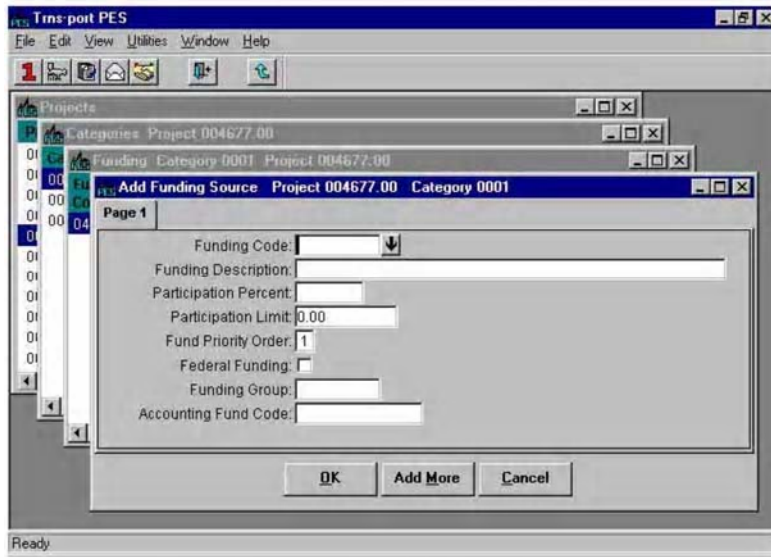 Trns·port PES
File Edit View Utilities Window Help
1
Projects
Categories Project 004677.00
Funding Category 0001 Project 004677.00
Add Funding Source Project 004677.00 Category 0001
Page 1
Funding Code:
Funding Description:
Participation Percent:
Participation Limit: 0.00
Fund Priority Order: 1
Federal Funding:
Funding Group:
Accounting Fund Code:
OK Add More Cancel
Ready